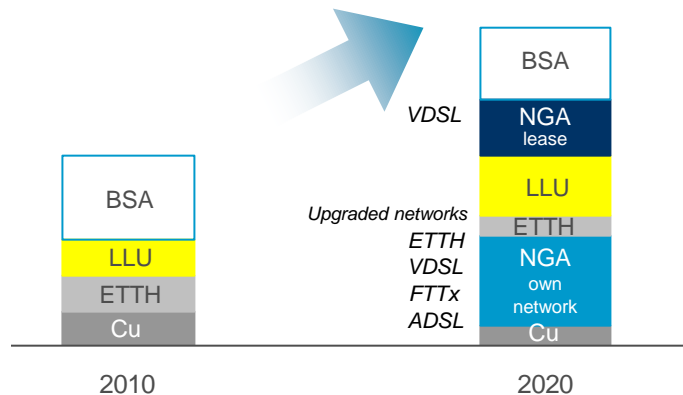 BSA
LLU
ETTH
Cu
2010
VDSL
Upgraded networks
ETTH
VDSL
FTTx
ADSL
BSA
NGA
lease
LLU
ETTH
NGA
own
network
Cu
2020